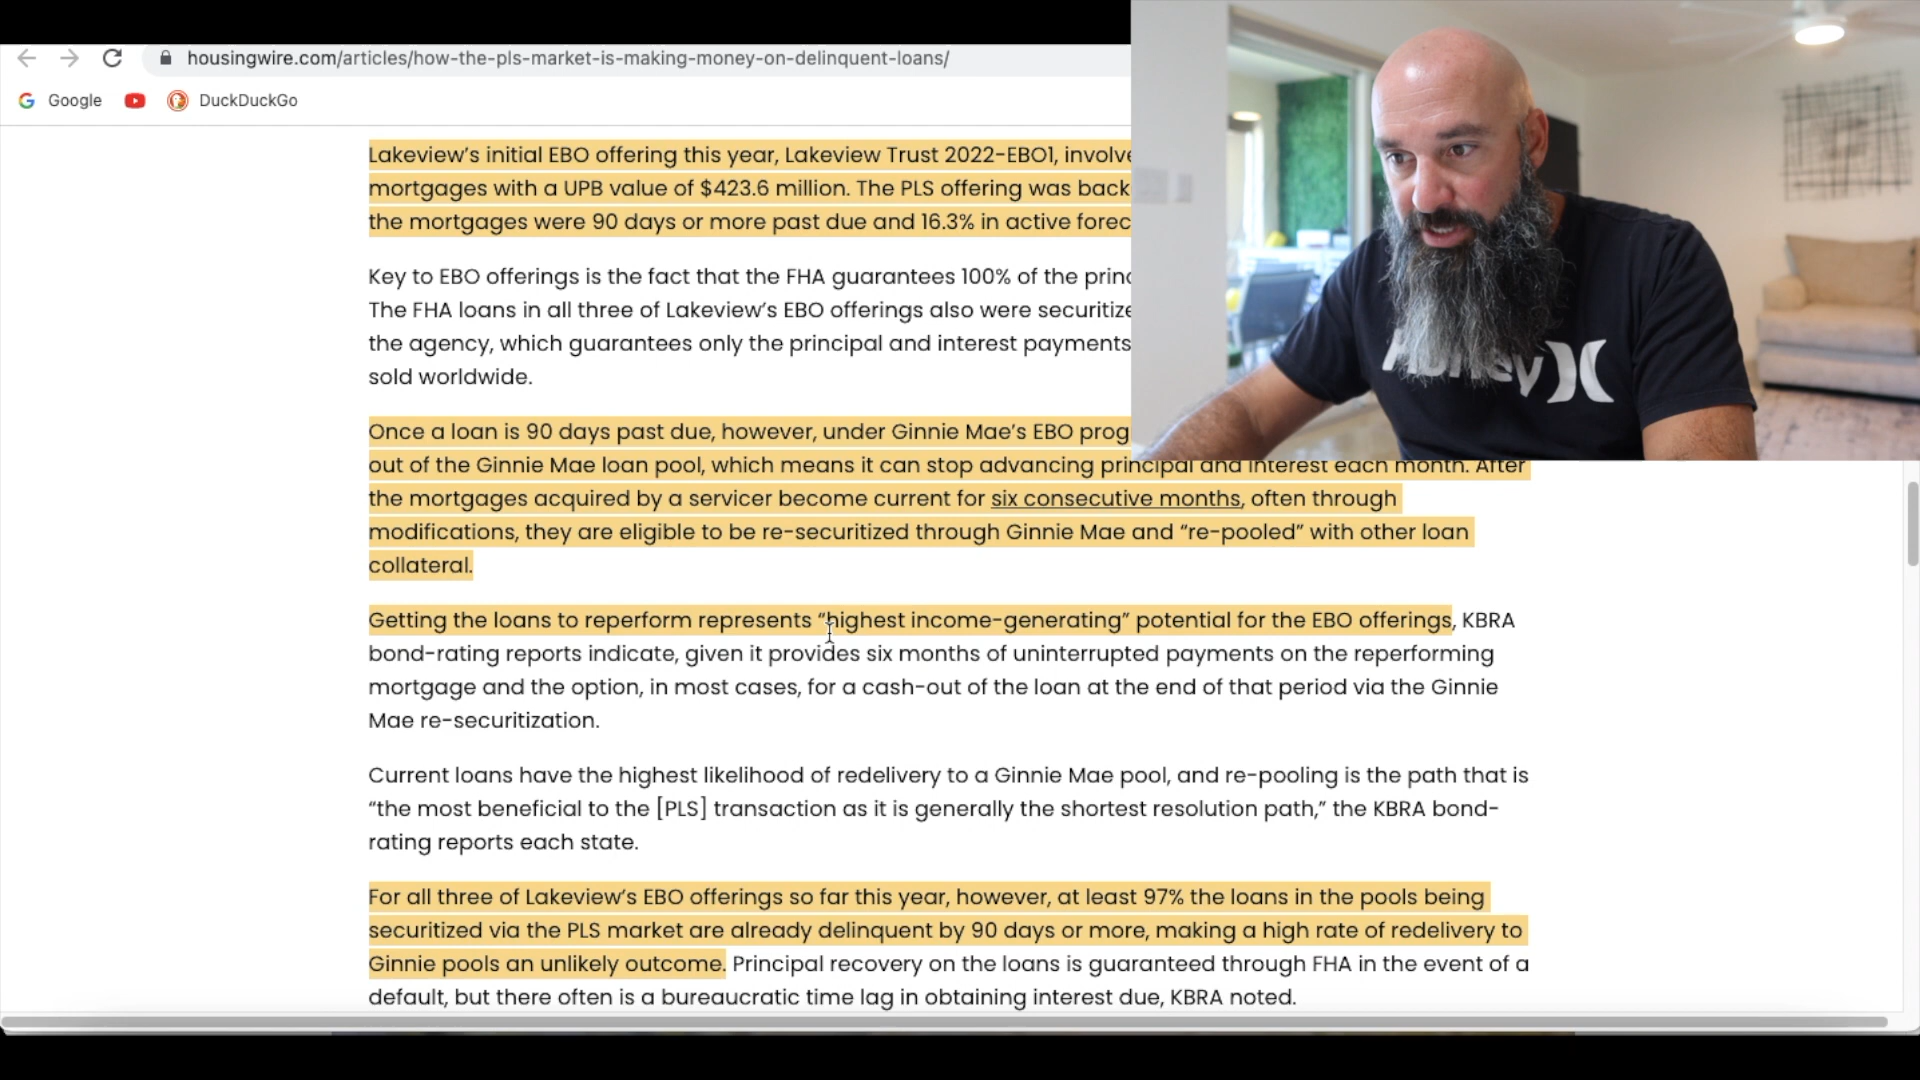 housingwire.com/articles/how-the-pls-market-is-making-money-on-delinquent-loans/
Google DuckDuckGo
Lakeview's initial EBO offering this year, Lakeview Trust 2022-EBO1,
mortgages with a UPB value of $423.6 million. The PLS offering was
the mortgages were 90 days or more past due and 16.3% in active
Key to EBO offerings is the fact that the FHA guarantees 100% of the
The FHA loans in all three of Lakeview's EBO offerings also were
the agency, which guarantees only the principal and interest payments
sold worldwide.
Once a loan is 90 days past due, however, under Ginnie Mae's EBO
out of the Ginnie Mae loan pool, which means it can stop advancing principal and interest each month. After
the mortgages acquired by a servicer become current for six consecutive months, often through
modifications, they are eligible to be re-securitized through Ginnie Mae and “re-pooled” with other loan
collateral.
Getting the loans to reperform represents “highest income-generating” potential for the EBO offerings, KBRA
bond-rating reports indicate, given it provides six months of uninterrupted payments on the reperforming
mortgage and the option, in most cases, for a cash-out of the loan at the end of that period via the Ginnie
Mae re-securitization.
Current loans have the highest likelihood of redelivery to a Ginnie Mae pool, and re-pooling is the path that is
“the most beneficial to the [PLS] transaction as it is generally the shortest resolution path,” the KBRA bond-
rating reports each state.
For all three of Lakeview's EBO offerings so far this year, however, at least 97% the loans in the pools being
securitized via the PLS market are already delinquent by 90 days or more, making a high rate of redelivery to
Ginnie pools an unlikely outcome. Principal recovery on the loans is guaranteed through FHA in the event of a
default, but there often is a bureaucratic time lag in obtaining interest due, KBRA noted.
Hurley